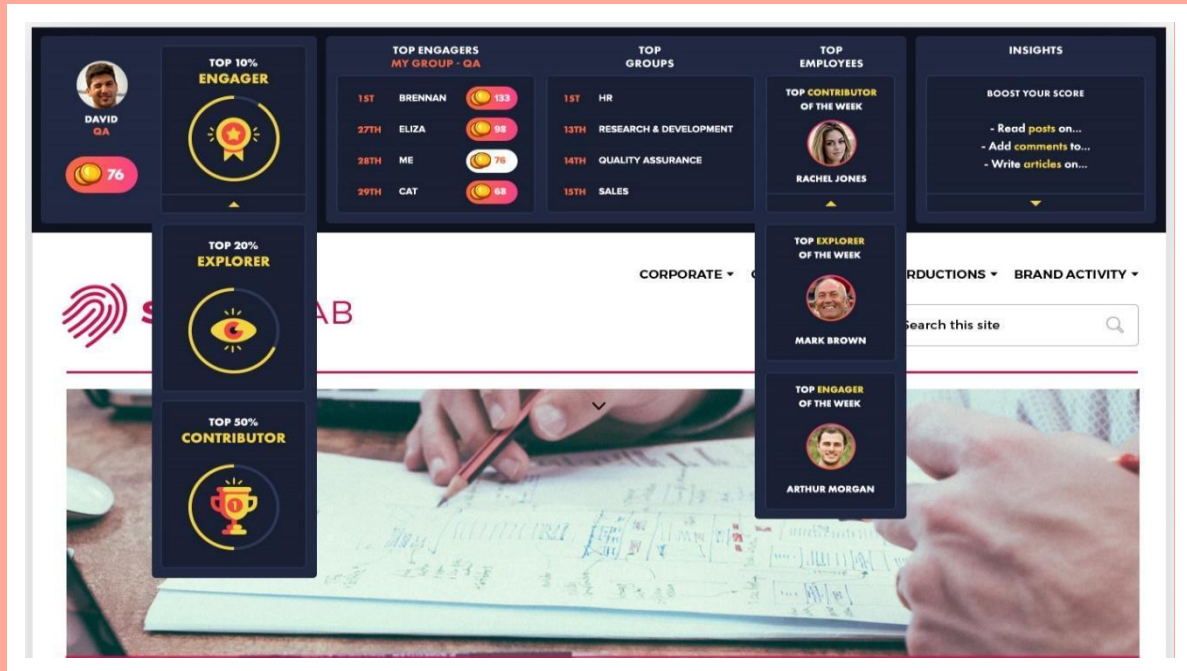 DAVID
QA
76
TOP 10%
ENGAGER
TOP 20%
EXPLORER
TOP 50%
CONTRIBUTOR
1
TOP ENGAGERS
MY GROUP - QA
1ST BRENNAN 133
27TH ELIZA 98
28TH ME 76
29TH CAT 68
TOP
GROUPS
1ST HR
13TH RESEARCH & DEVELOPMENT
14TH QUALITY ASSURANCE
15TH SALES
TOP
EMPLOYEES
TOP CONTRIBUTOR
OF THE WEEK
RACHEL JONES
TOP EXPLORER
OF THE WEEK
MARK BROWN
TOP ENGAGER
OF THE WEEK
ARTHUR MORGAN
INSIGHTS
BOOST YOUR SCORE
- Read posts on...
- Add comments to...
- Write articles on...
CORPORATE RDUCTIONS BRAND ACTIVITY
S AB
Search this site